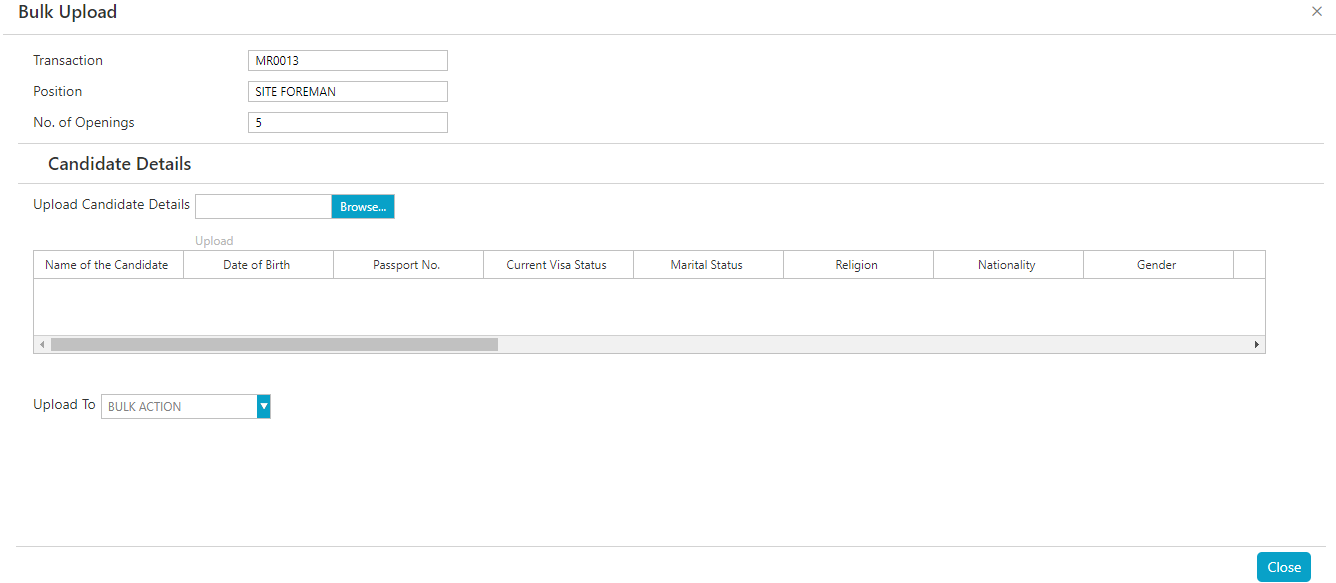 Bulk Upload
Transaction MR0013
Position SITE FOREMAN
No. of Openings 5
Candidate Details
Upload Candidate Details Browse...
Upload
Name of the Candidate Date of Birth Passport No. Current Visa Status Marital Status Religion Nationality Gender
Upload To BULK ACTION
Close